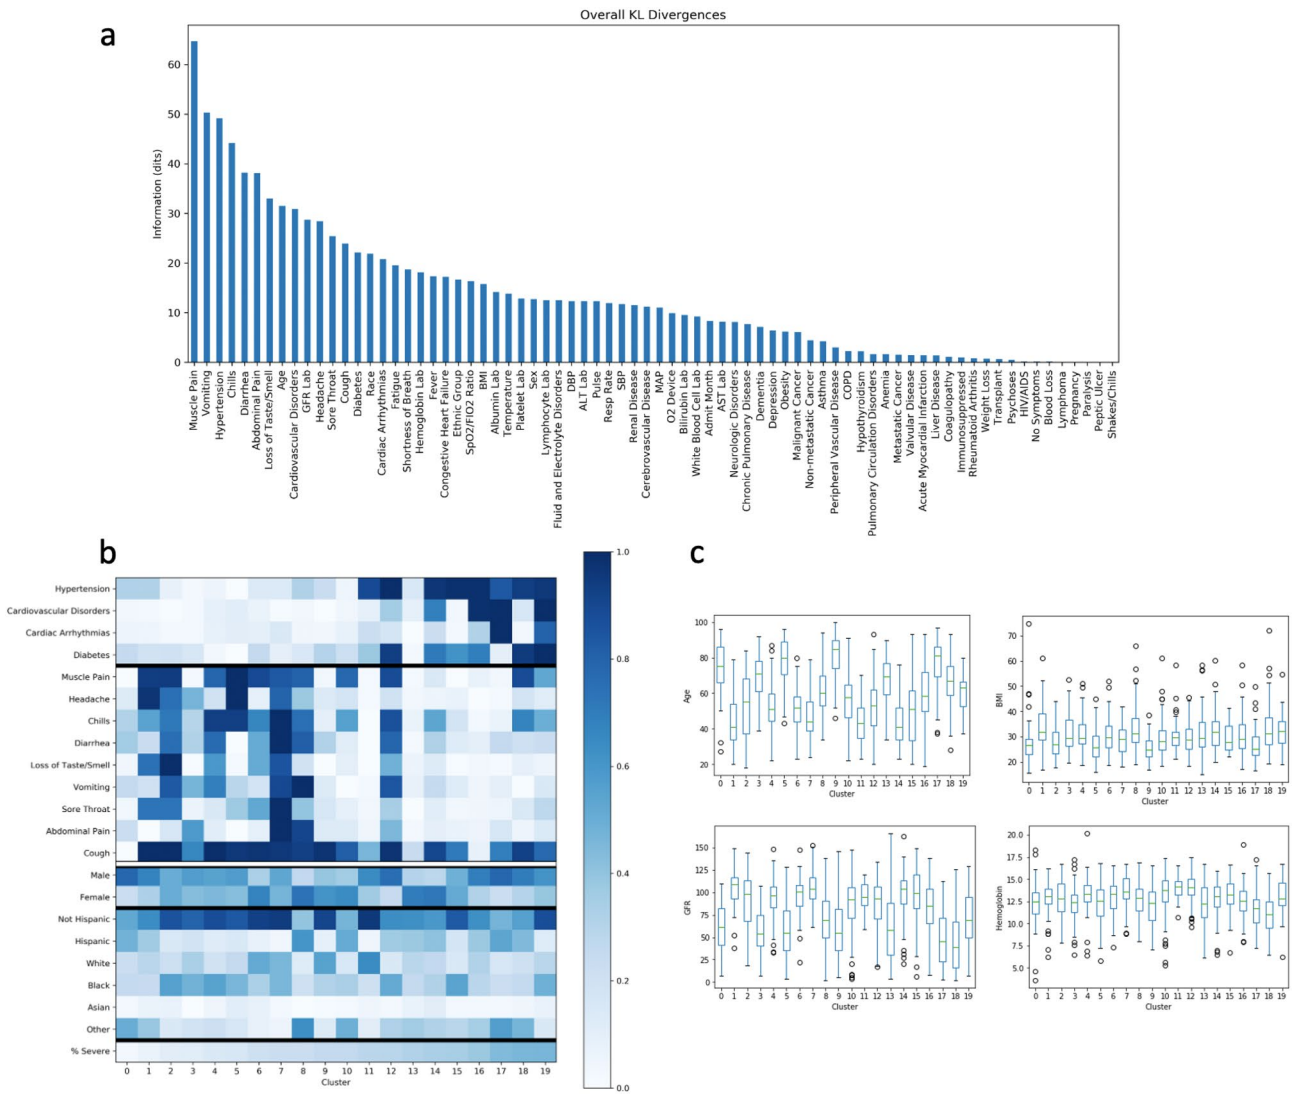 a
Overall KL Divergences
Information (dits)
60
50
40
30
20
10
0
Muscle Pain
Vomiting
Hypertension
Chills
Diarrhea
Abdominal Pain
Loss of Taste/Smell
Age
Cardiovascular Disorders
GFR Lab
Headache
Sore Throat
Cough
Diabetes
Race
Cardiac Arrhythmias
Fatigue
Shortness of Breath
Hemoglobin Lab
Fever
Congestive Heart Failure
Ethnic Group
SpO2/FIO2 Ratio
BMI
Albumin Lab
Temperature
Platelet Lab
Sex
Lymphocyte Lab
Fluid and Electrolyte Disorders
DBP
ALT Lab
Pulse
Resp Rate
SBP
Renal Disease
Cerebrovascular Disease
MAP
O2 Device
Bilirubin Lab
White Blood Cell Lab
Admit Month
AST Lab
Neurologic Disorders
Chronic Pulmonary Disease
Dementia
Depression
Obesity
Malignant Cancer
Non-metastatic Cancer
Asthma
Peripheral Vascular Disease
COPD
Hypothyroidism
Pulmonary Circulation Disorders
Anemia
Metastatic Cancer
Valvular Disease
Acute Myocardial Infarction
Liver Disease
Coagulopathy
Immunosuppressed
Rheumatoid Arthritis
Weight Loss
Transplant
Psychoses
HIV/AIDS
No Symptoms
Blood Loss
Lymphoma
Pregnancy
Paralysis
Peptic Ulcer
Shakes/Chills
b
Hypertension
Cardiovascular Disorders
Cardiac Arrhythmias
Diabetes
Muscle Pain
Headache
Chills
Diarrhea
Loss of Taste/Smell
Vomiting
Sore Throat
Abdominal Pain
Cough
Male
Female
Not Hispanic
Hispanic
White
Black
Asian
Other
% Severe
0 1 2 3 4 5 6 7 8 9 10 11 12 13 14 15 16 17 18 19
Cluster
1.0
0.8
0.6
0.4
0.2
0.0
c
Age
100
80
60
40
20
0 1 2 3 4 5 6 7 8 9 10 11 12 13 14 15 16 17 18 19
Cluster
BMI
70
60
50
40
30
20
0 1 2 3 4 5 6 7 8 9 10 11 12 13 14 15 16 17 18 19
Cluster
GFR
150
125
100
75
50
25
0
0 1 2 3 4 5 6 7 8 9 10 11 12 13 14 15 16 17 18 19
Cluster
Hemoglobin
20.0
17.5
15.0
12.5
10.0
7.5
5.0
0 1 2 3 4 5 6 7 8 9 10 11 12 13 14 15 16 17 18 19
Cluster